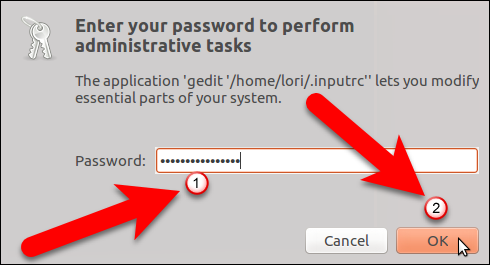 Enter your password to perform
administrative tasks
The application 'gedit '/home/lori/.inputrc'' lets you modify
essential parts of your system.
Password: ••••••••••••••••
1
2
Cancel OK